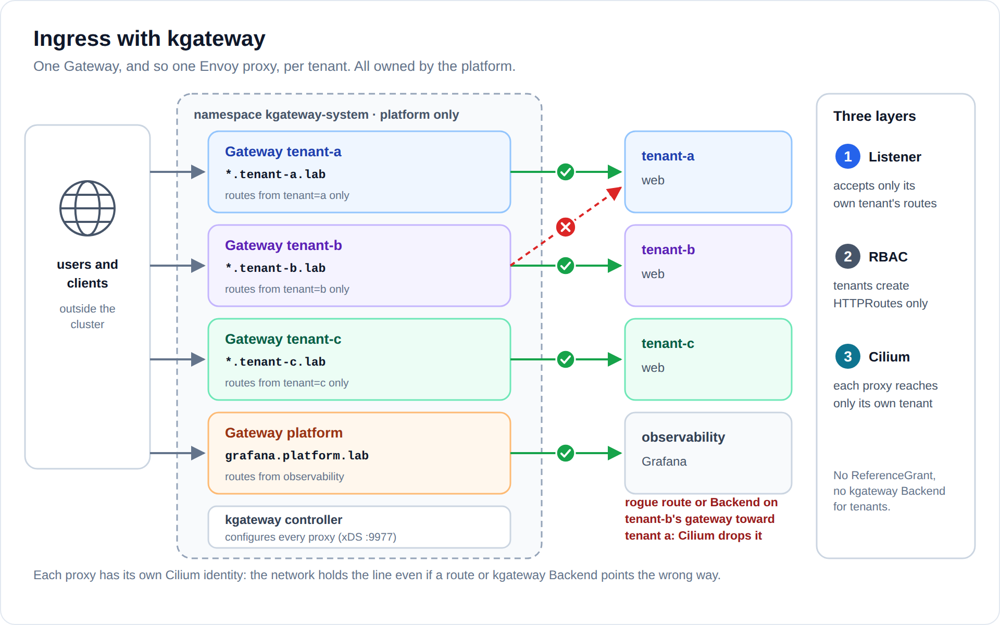 Ingress with kgateway
One Gateway, and so one Envoy proxy, per tenant. All owned by the platform.
users and
clients
outside the
cluster
namespace kgateway-system · platform only
Gateway tenant-a
*.tenant-a.lab
routes from tenant=a only
Gateway tenant-b
*.tenant-b.lab
routes from tenant=b only
Gateway tenant-c
*.tenant-c.lab
routes from tenant=c only
Gateway platform
grafana.platform.lab
routes from observability
kgateway controller
configures every proxy (xDS :9977)
tenant-a
web
tenant-b
web
tenant-c
web
observability
Grafana
rogue route or Backend on
tenant-b's gateway toward
tenant a: Cilium drops it
Three layers
1 Listener
accepts only its
own tenant's routes
2 RBAC
tenants create
HTTPRoutes only
3 Cilium
each proxy reaches
only its own tenant
No ReferenceGrant,
no kgateway Backend
for tenants.
Each proxy has its own Cilium identity: the network holds the line even if a route or kgateway Backend points the wrong way.